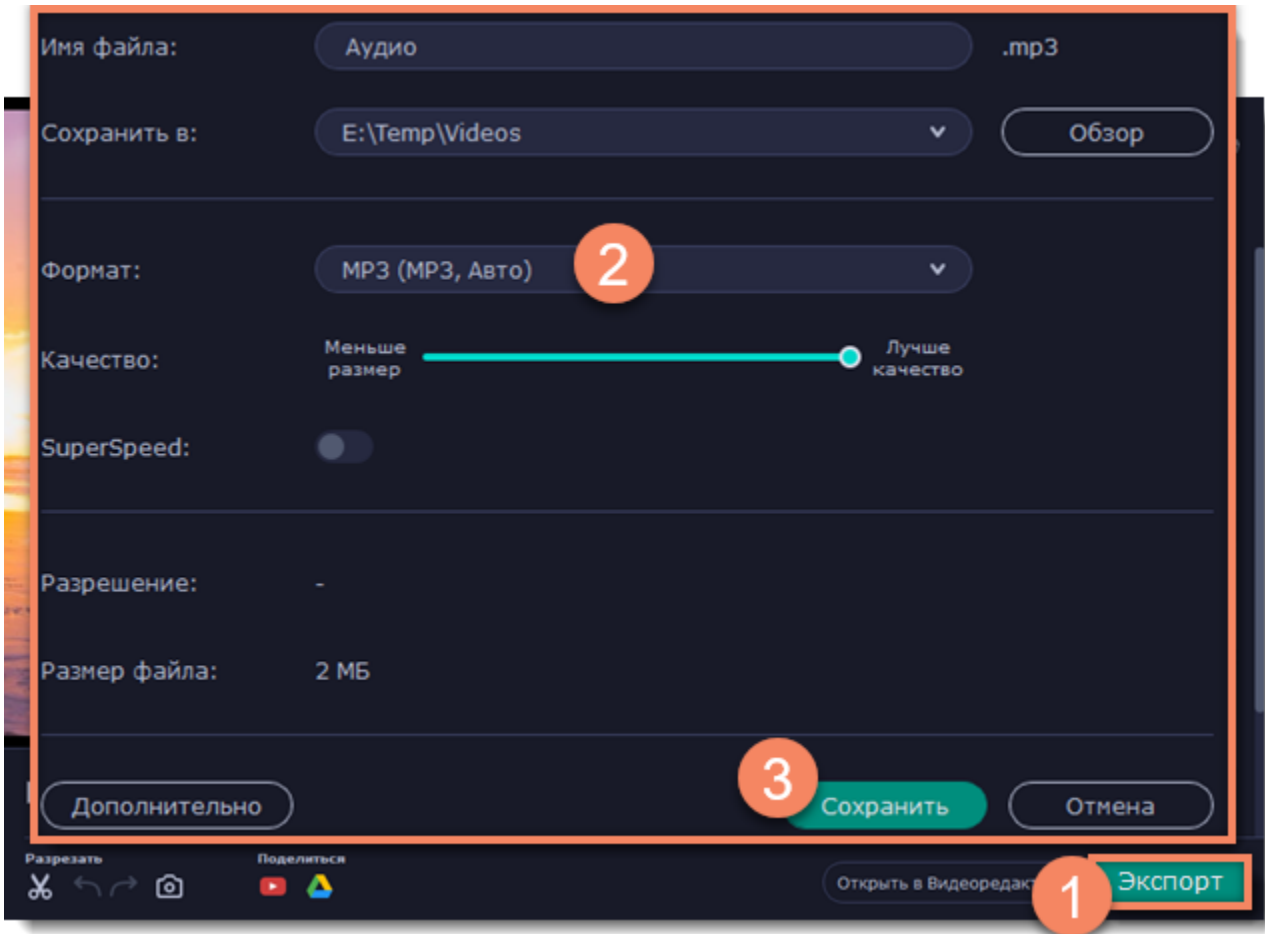 Имя файла: Аудио .mp3
Сохранить в: E:\Temp\Videos Обзор
Формат: MP3 (MP3, Авто) 2
Качество: Меньше размер Лучше качество
SuperSpeed:
Разрешение: -
Размер файла: 2 МБ
3
Дополнительно Сохранить Отмена
Разрезать Поделиться
Открыть в 1 Экспорт